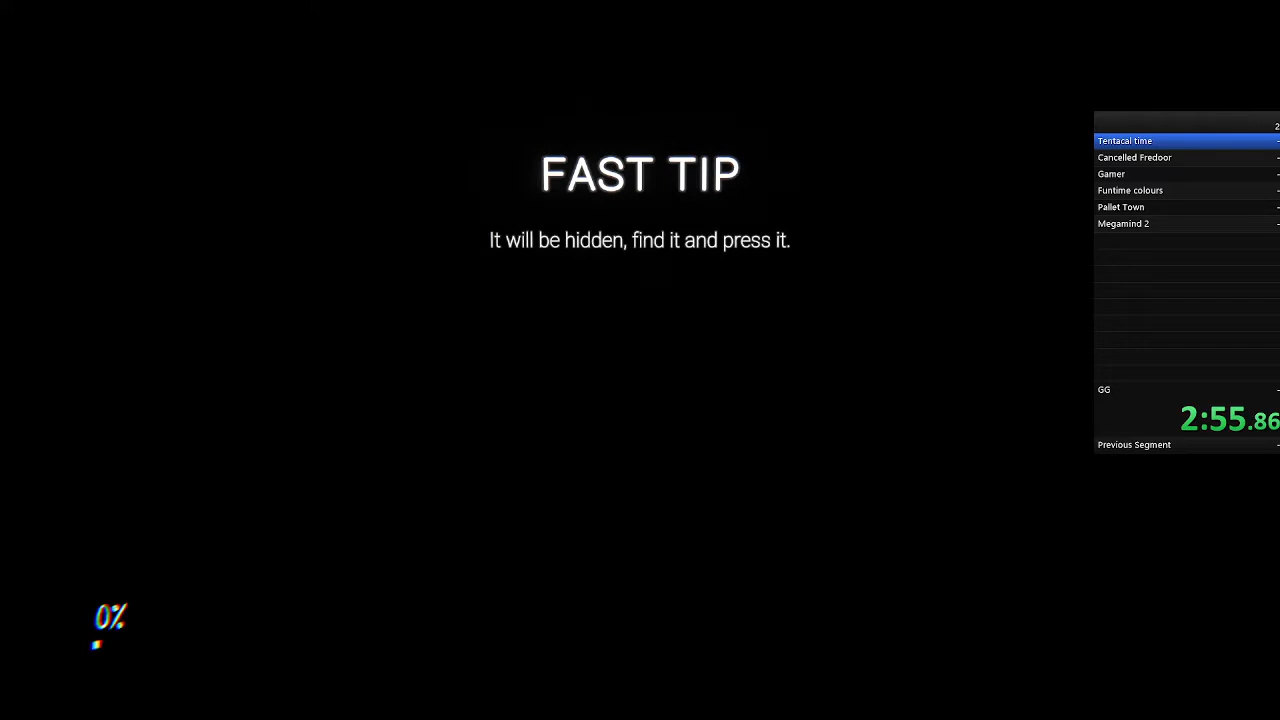 FAST TIP
It will be hidden, find it and press it.
2
Tentacal time -
Cancelled Fredoor -
Gamer -
Funtime colours -
Pallet Town -
Megamind 2 -
GG -
2:55.86
Previous Segment -
0%